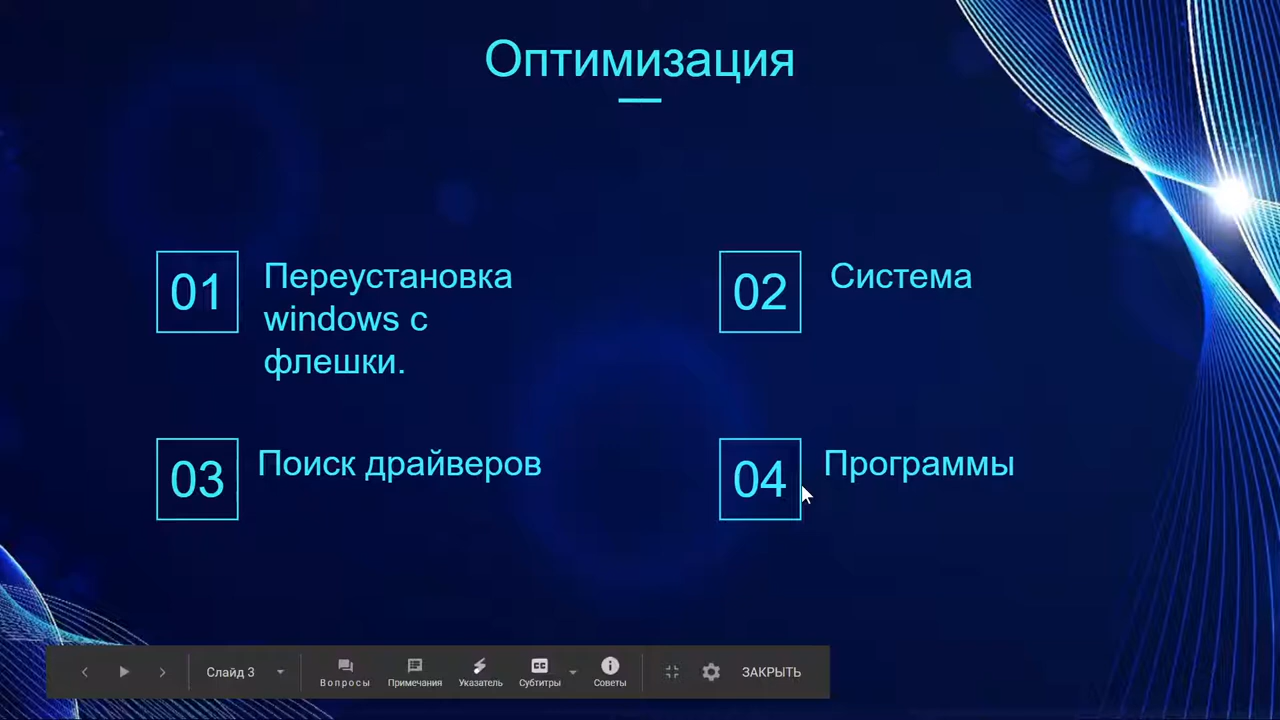 Оптимизация
01
Переустановка
windows с
флешки.
02
Система
03
Поиск драйверов
04
Программы
Слайд 3
Вопросы
Примечания
Указатель
Субтитры
Советы
ЗАКРЫТЬ